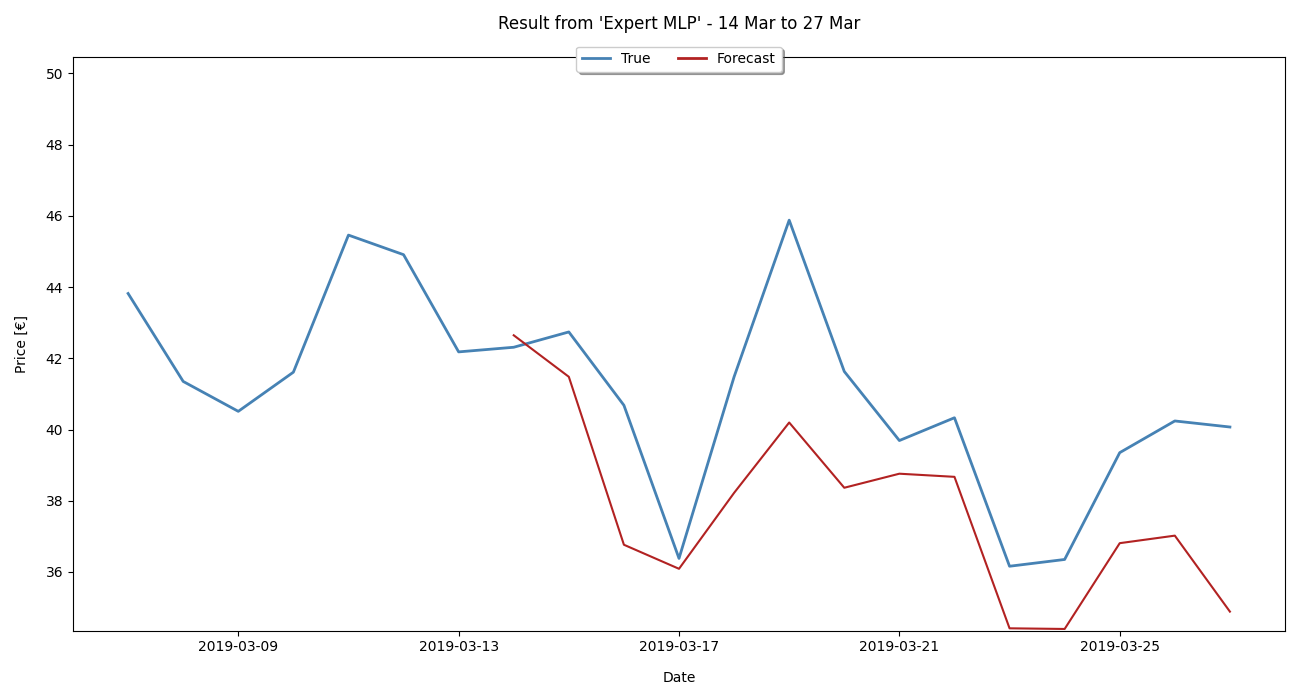 Result from 'Expert MLP' - 14 Mar to 27 Mar
True Forecast
50
48
46
44
42
40
38
36
Price [€]
2019-03-09 2019-03-13 2019-03-17 2019-03-21 2019-03-25
Date